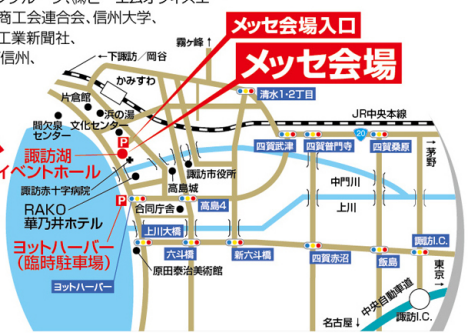 商工会連合会、信州大学、
工業新聞社、
信州、
メッセ会場入口
メッセ会場
霧ヶ峰↑
←下諏訪/岡谷
かみすわ
清水1・2丁目
片倉館
浜の湯
間欠泉
センター
文化センター
JR中央本線
P
20
四賀武津
四賀普門寺
四賀桑原
→茅野
諏訪湖
イベントホール
諏訪市役所
中門川
諏訪赤十字病院
高島城
上川
RAKO
華乃井ホテル
P
合同庁舎
高島4
ヨットハーバー
(臨時駐車場)
上川大橋
六斗橋
新六斗橋
四賀赤沼
飯島
諏訪I.C.
原田泰治美術館
ヨットハーバー
東京→
中央自動車道
名古屋↓
諏訪I.C.